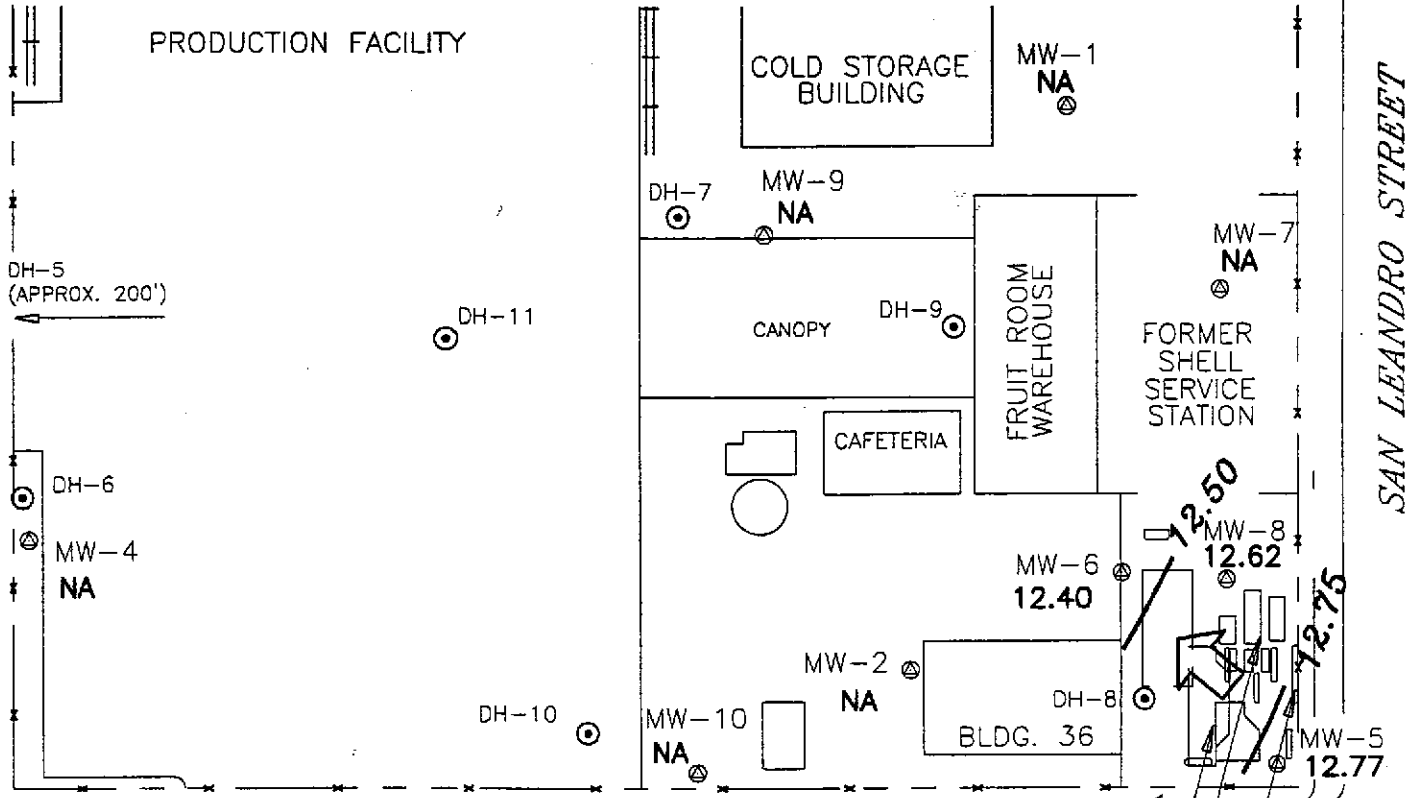 PRODUCTION FACILITY
COLD STORAGE
BUILDING
MW-1
NA
SAN LEANDRO STREET
DH-7
MW-9
NA
MW-7
NA
DH-5
(APPROX. 200')
DH-11
CANOPY
DH-9
FRUIT ROOM
WAREHOUSE
FORMER
SHELL
SERVICE
STATION
CAFETERIA
DH-6
MW-4
NA
12.50
MW-8
12.62
MW-6
12.40
12.75
MW-2
NA
DH-8
DH-10
MW-10
NA
BLDG. 36
MW-5
12.77